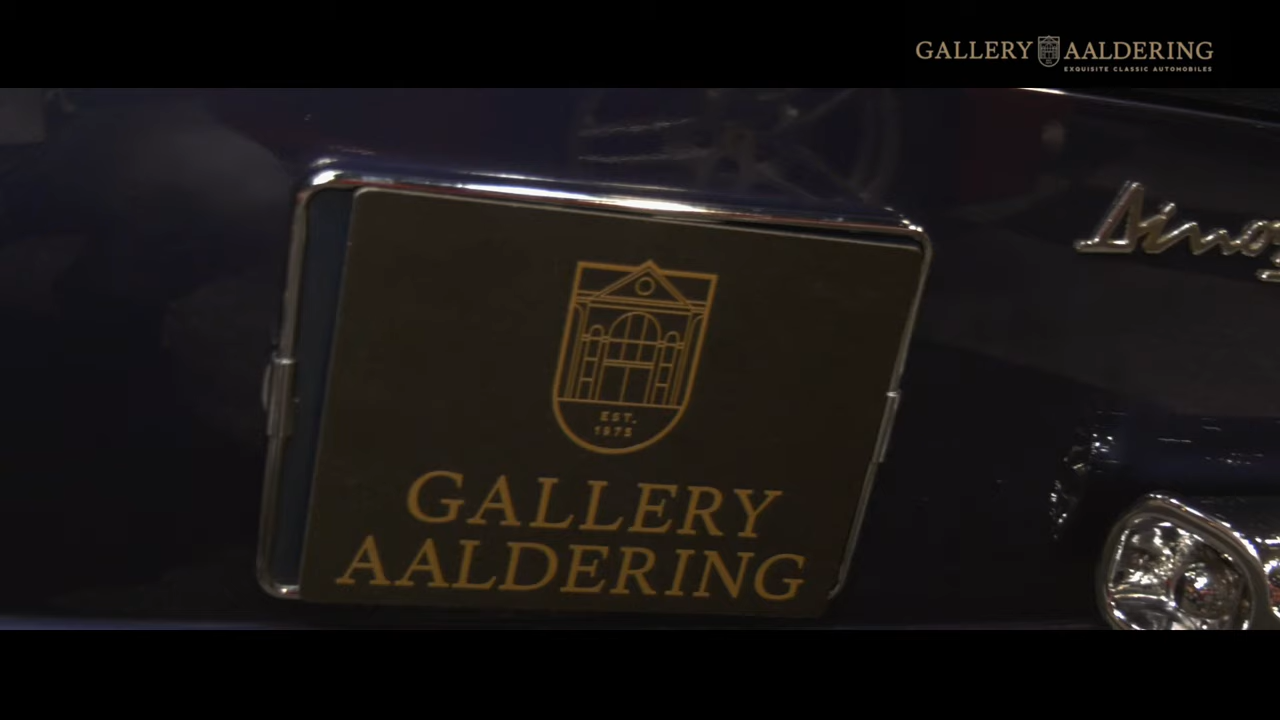 GALLERY AALDERING
EXQUISITE CLASSIC AUTOMOBILES
EST.
1975
GALLERY
AALDERING